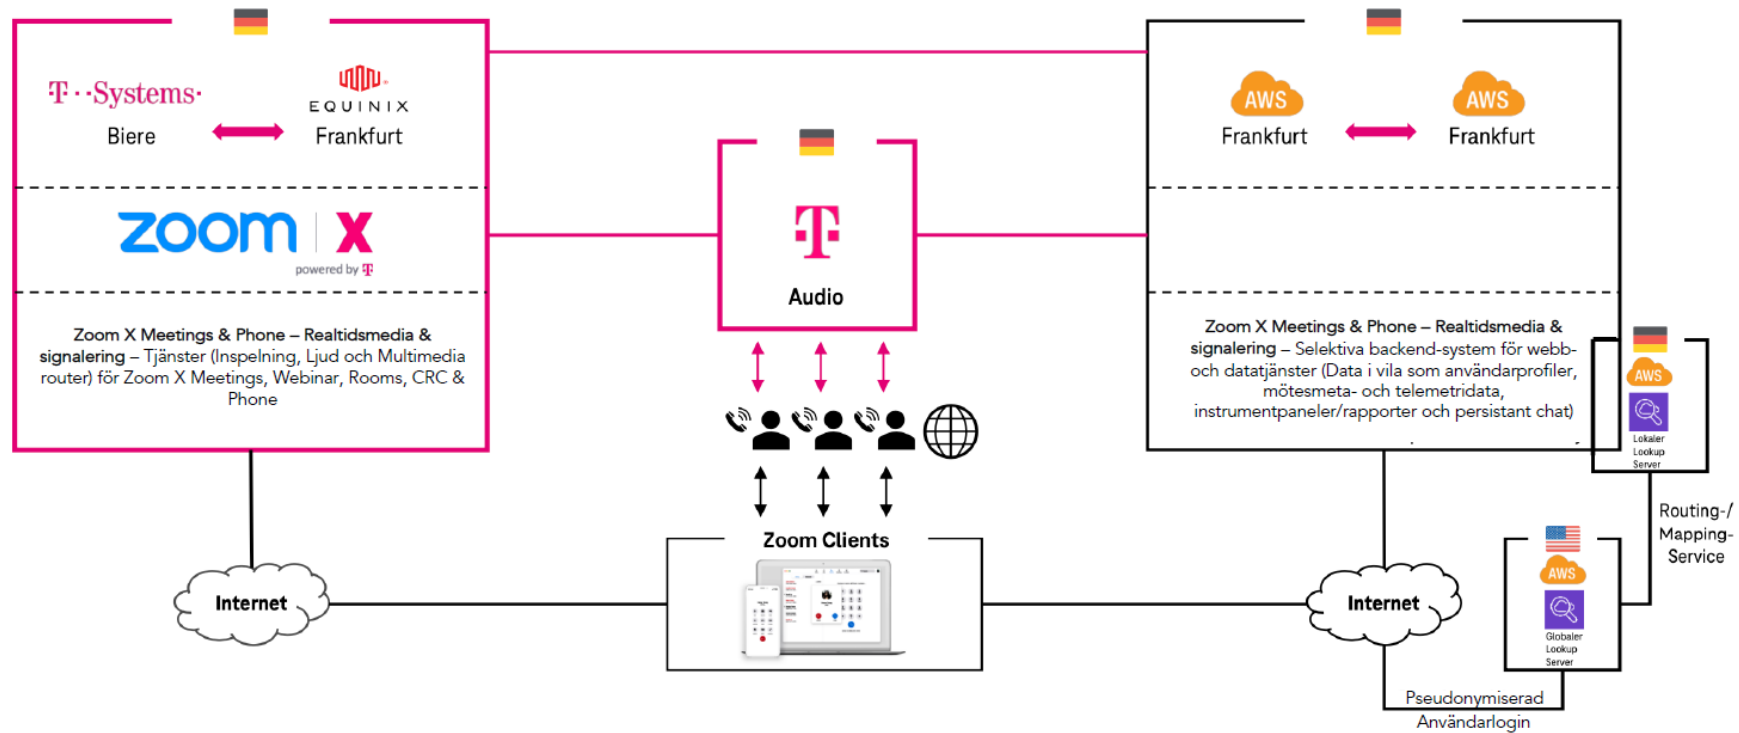 T··Systems·
Biere
EQUINIX
Frankfurt
zoom X
powered by T
Zoom X Meetings & Phone – Realtidsmedia &
signalering – Tjänster (Inspelning, Ljud och Multimedia
router) för Zoom X Meetings, Webinar, Rooms, CRC &
Phone
Internet
T
Audio
Zoom Clients
AWS
Frankfurt
AWS
Frankfurt
Zoom X Meetings & Phone – Realtidsmedia &
signalering – Selektiva backend-system för webb-
och datatjänster (Data i vila som användarprofiler,
mötesmeta- och telemetridata,
instrumentpaneler/rapporter och persistant chat)
AWS
Lokaler
Lookup
Server
Routing-/
Mapping-
Service
Internet
AWS
Globaler
Lookup
Server
Pseudonymiserad
Användarlogin